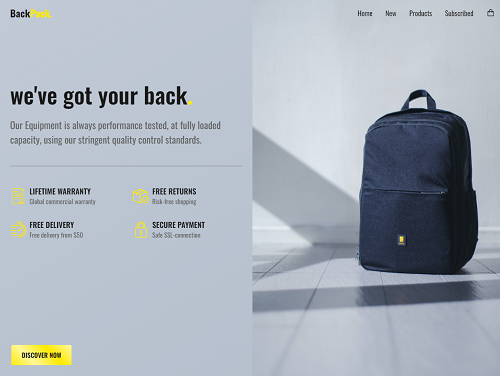 BackPack.
Home New Products Subscribed
we've got your back.
Our Equipment is always performance tested, at fully loaded
capacity, using our stringent quality control standards.
LIFETIME WARRANTY
Global commercial warranty
FREE RETURNS
Risk-free shopping
FREE DELIVERY
Free delivery from $50
SECURE PAYMENT
Safe SSL-connection
DISCOVER NOW